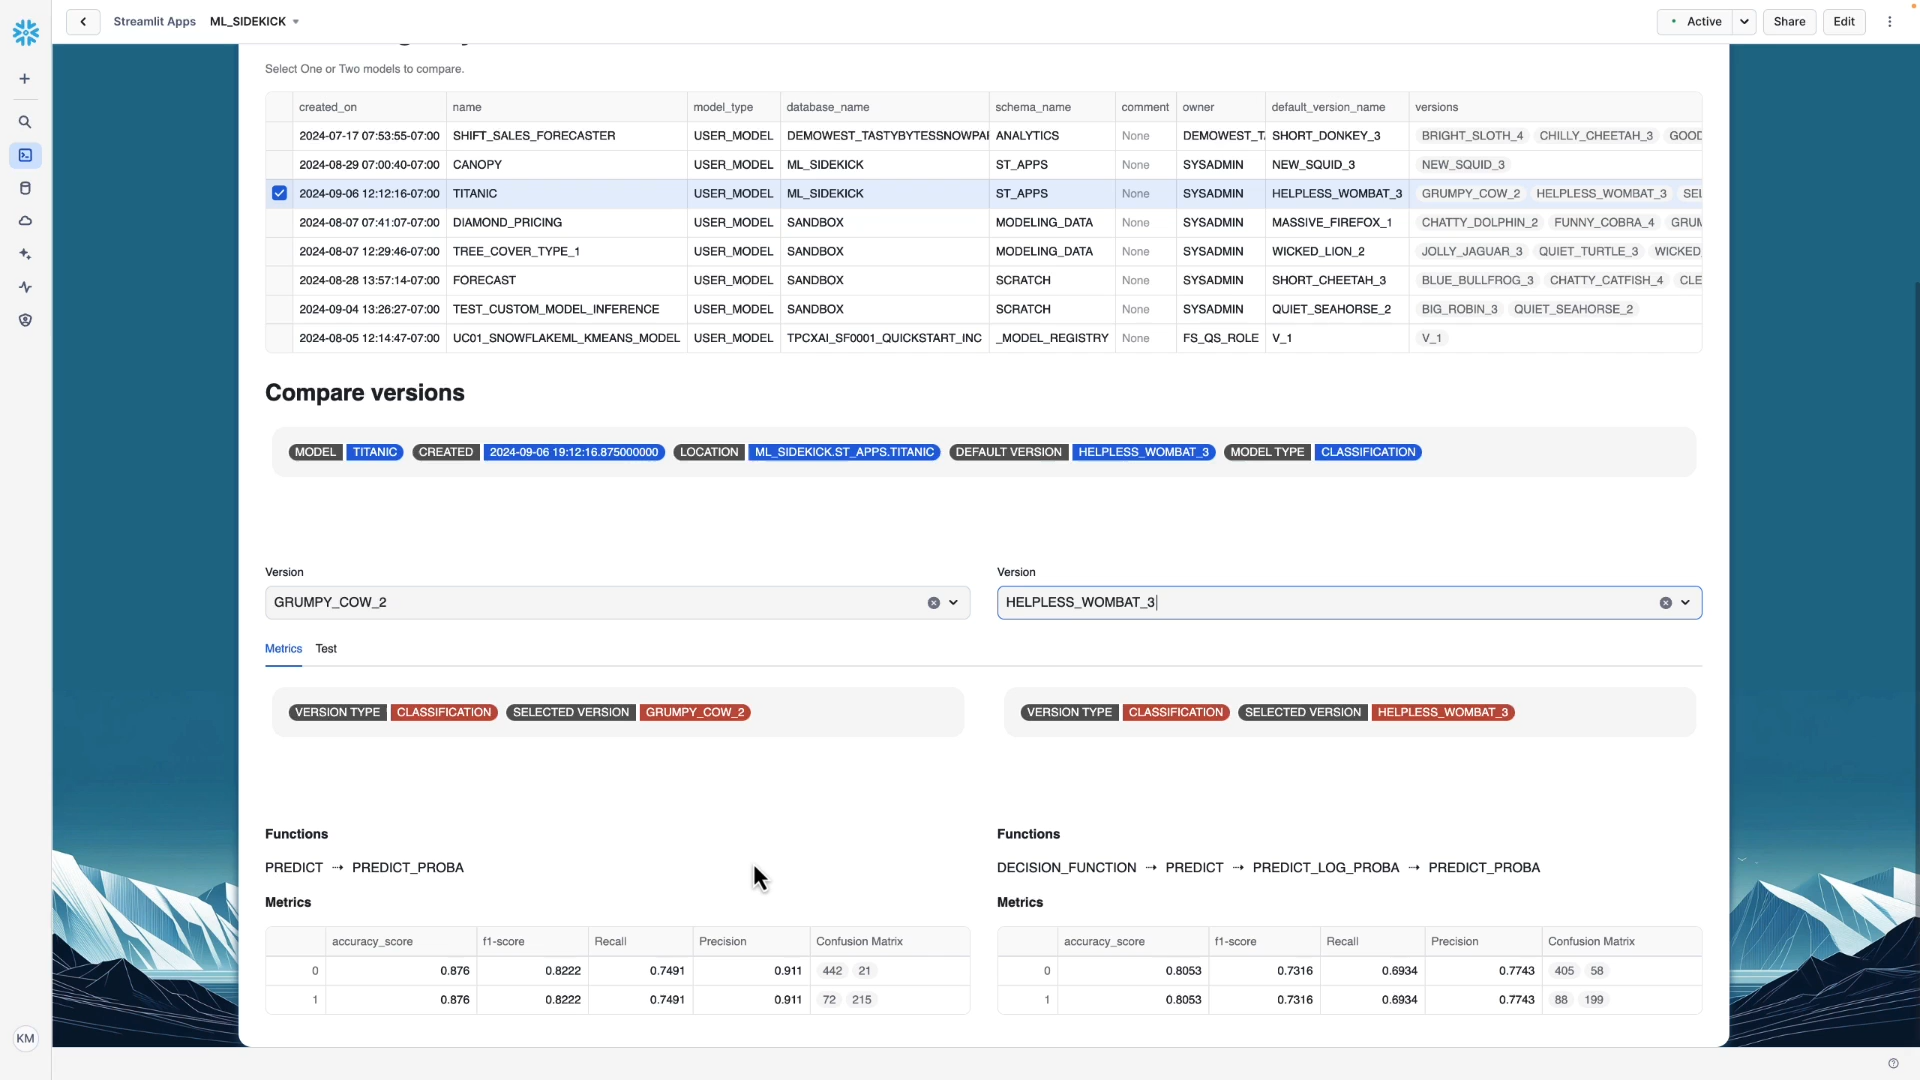 Streamlit Apps ML_SIDEKICK
Active Share Edit
Select One or Two models to compare.
created_on name model_type database_name schema_name comment owner default_version_name versions
2024-07-17 07:53:55-07:00 SHIFT_SALES_FORECASTER USER_MODEL DEMOWEST_TASTYBYTESSNOWPA ANALYTICS None DEMOWEST_T SHORT_DONKEY_3 BRIGHT_SLOTH_4 CHILLY_CHEETAH_3 GOOD
2024-08-29 07:00:40-07:00 CANOPY USER_MODEL ML_SIDEKICK ST_APPS None SYSADMIN NEW_SQUID_3 NEW_SQUID_3
2024-09-06 12:12:16-07:00 TITANIC USER_MODEL ML_SIDEKICK ST_APPS None SYSADMIN HELPLESS_WOMBAT_3 GRUMPY_COW_2 HELPLESS_WOMBAT_3 SEL
2024-08-07 07:41:07-07:00 DIAMOND_PRICING USER_MODEL SANDBOX MODELING_DATA None SYSADMIN MASSIVE_FIREFOX_1 CHATTY_DOLPHIN_2 FUNNY_COBRA_4 GRUM
2024-08-07 12:29:46-07:00 TREE_COVER_TYPE_1 USER_MODEL SANDBOX MODELING_DATA None SYSADMIN WICKED_LION_2 JOLLY_JAGUAR_3 QUIET_TURTLE_3 WICKED_
2024-08-28 13:57:14-07:00 FORECAST USER_MODEL SANDBOX SCRATCH None SYSADMIN SHORT_CHEETAH_3 BLUE_BULLFROG_3 CHATTY_CATFISH_4 CLE
2024-09-04 13:26:27-07:00 TEST_CUSTOM_MODEL_INFERENCE USER_MODEL SANDBOX SCRATCH None SYSADMIN QUIET_SEAHORSE_2 BIG_ROBIN_3 QUIET_SEAHORSE_2
2024-08-05 12:14:47-07:00 UC01_SNOWFLAKEML_KMEANS_MODEL USER_MODEL TPCXAI_SF0001_QUICKSTART_INC _MODEL_REGISTRY None FS_QS_ROLE V_1 V_1
Compare versions
MODEL TITANIC CREATED 2024-09-06 19:12:16.875000000 LOCATION ML_SIDEKICK.ST_APPS.TITANIC DEFAULT VERSION HELPLESS_WOMBAT_3 MODEL TYPE CLASSIFICATION
Version Version
GRUMPY_COW_2 HELPLESS_WOMBAT_3
Metrics Test
VERSION TYPE CLASSIFICATION SELECTED VERSION GRUMPY_COW_2 VERSION TYPE CLASSIFICATION SELECTED VERSION HELPLESS_WOMBAT_3
Functions Functions
PREDICT → PREDICT_PROBA DECISION_FUNCTION → PREDICT → PREDICT_LOG_PROBA → PREDICT_PROBA
Metrics Metrics
accuracy_score f1-score Recall Precision Confusion Matrix accuracy_score f1-score Recall Precision Confusion Matrix
0 0.876 0.8222 0.7491 0.911 442 21 0 0.8053 0.7316 0.6934 0.7743 405 58
1 0.876 0.8222 0.7491 0.911 72 215 1 0.8053 0.7316 0.6934 0.7743 88 199
KM